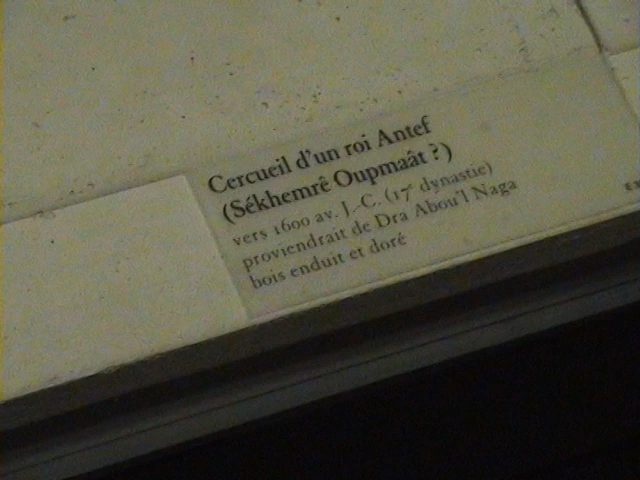 Cercueil d'un roi Antef
(Sékhemrê Oupmaât ?)
vers 1600 av. J.-C. (17e dynastie)
proviendrait de Dra Abou'l Naga
bois enduit et doré